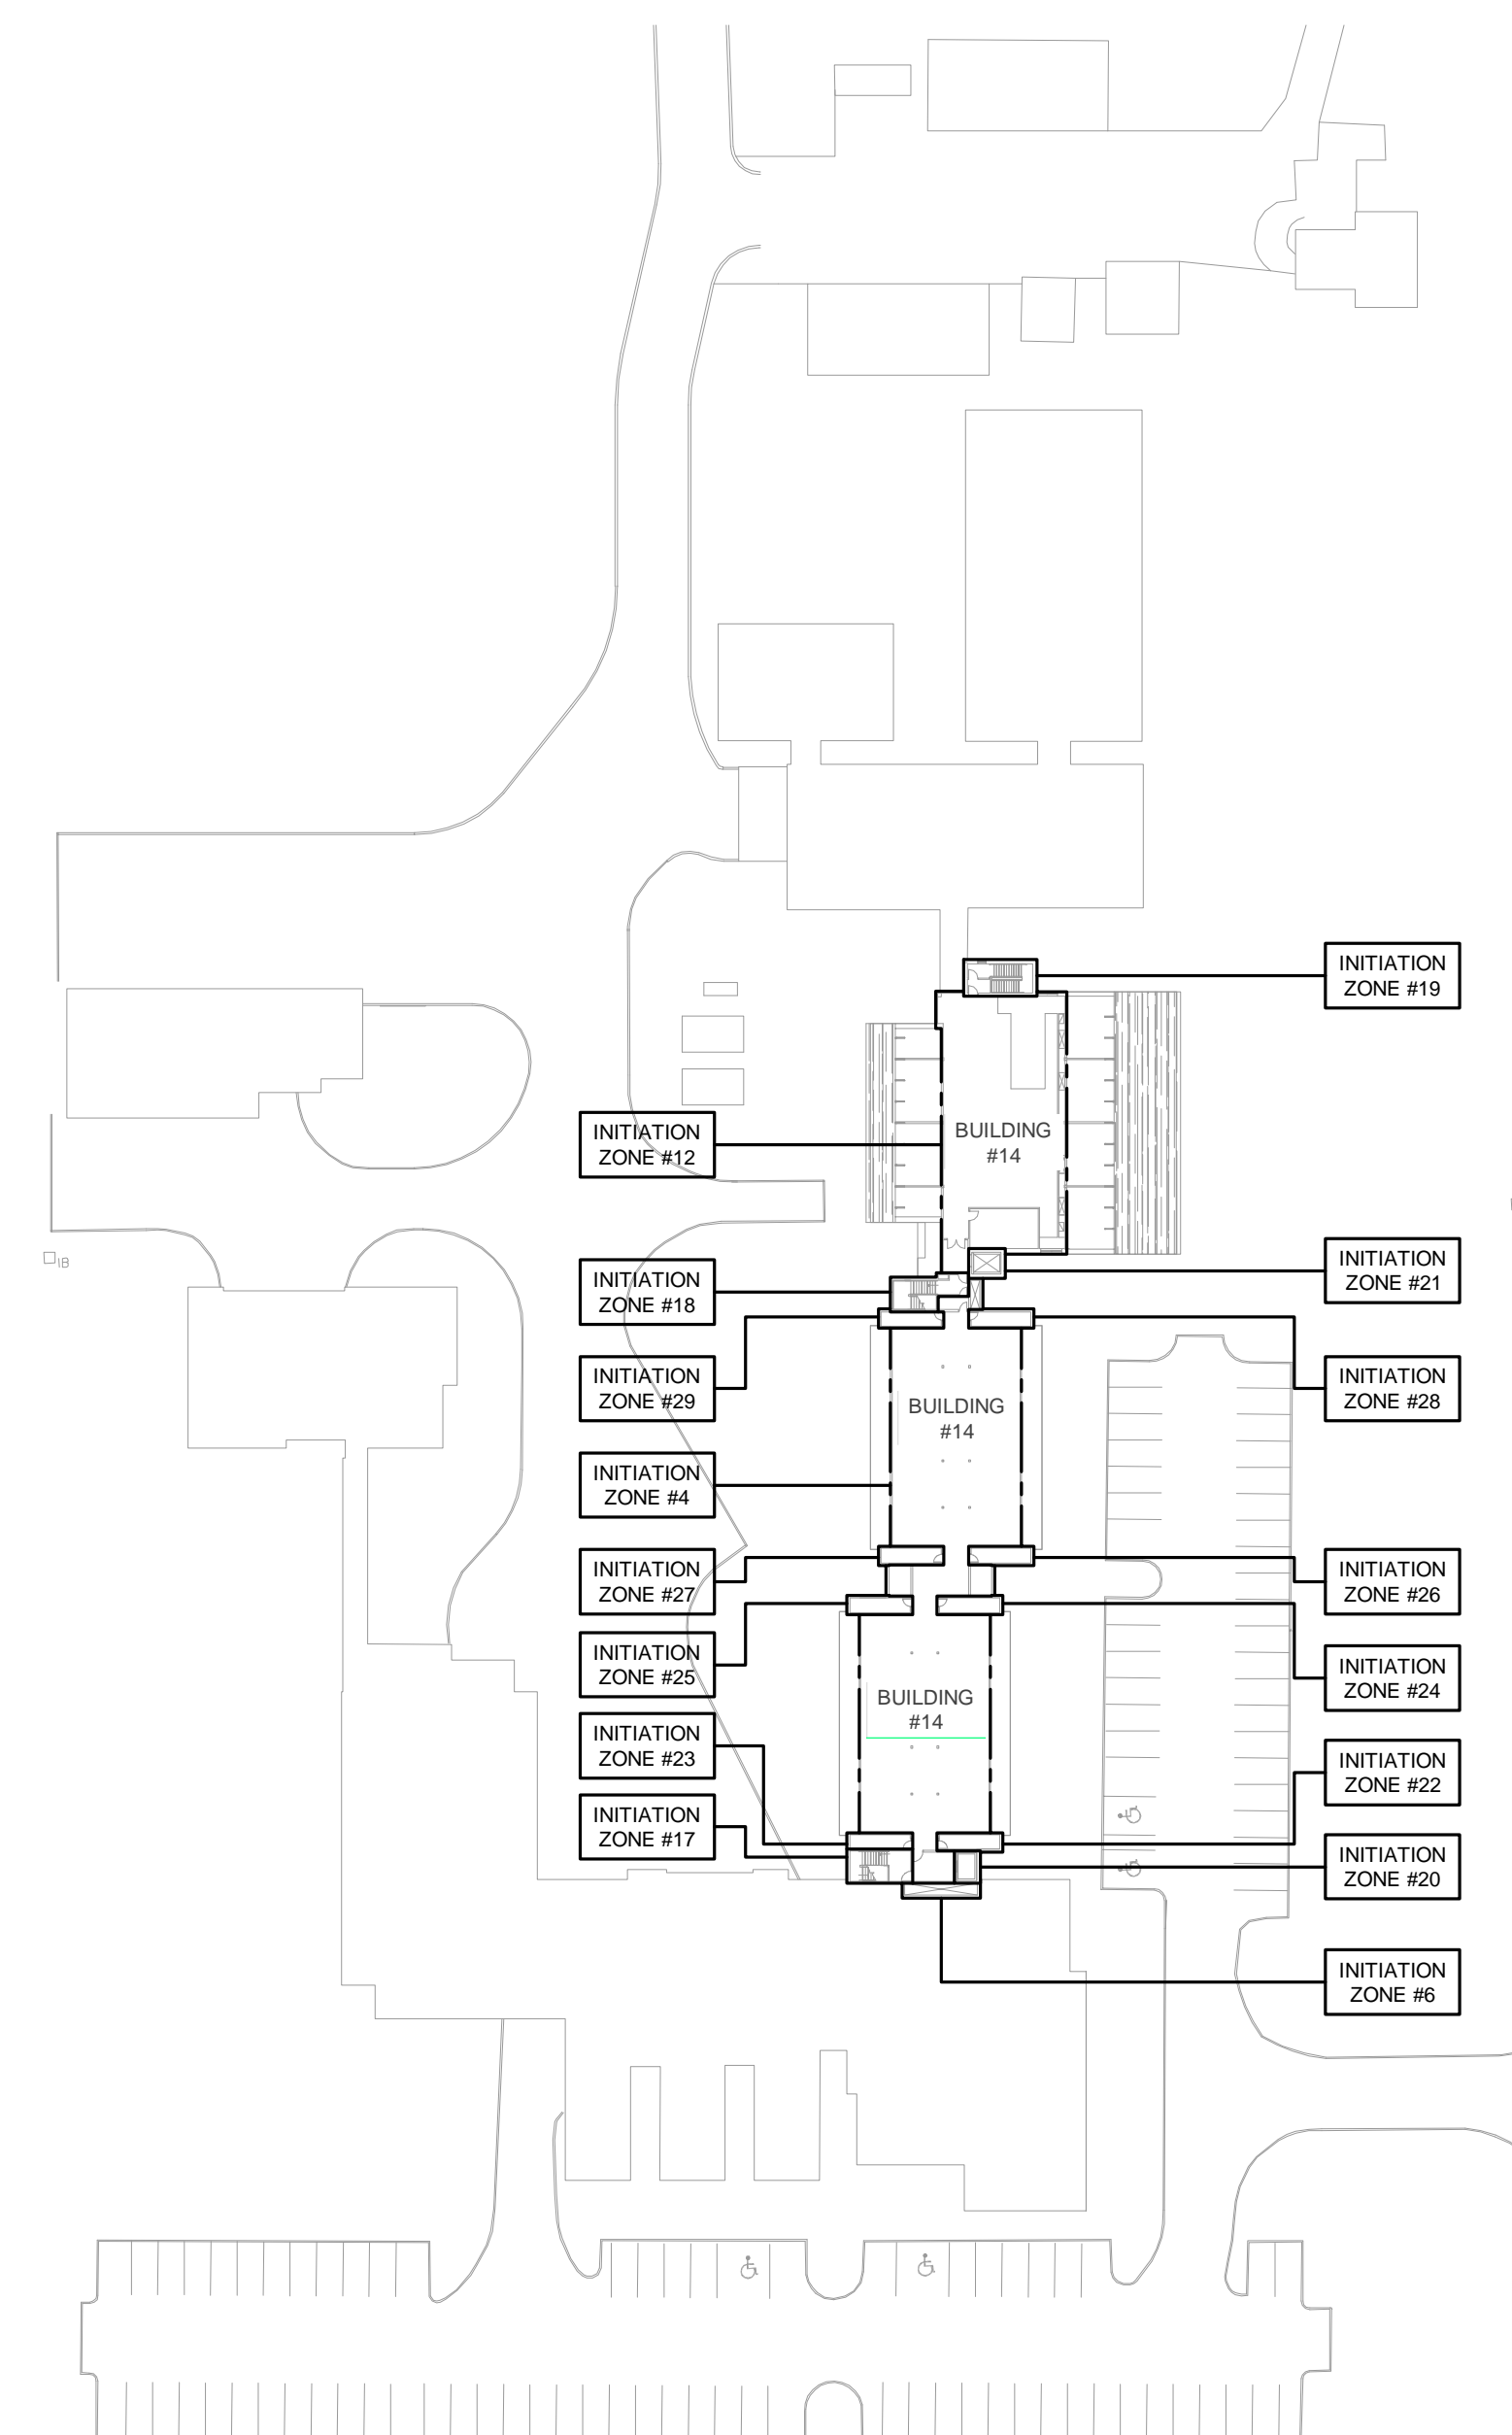 INITIATION
ZONE #19
INITIATION
ZONE #12
BUILDING
#14
INITIATION
ZONE #18
INITIATION
ZONE #21
INITIATION
ZONE #29
INITIATION
ZONE #28
BUILDING
#14
INITIATION
ZONE #4
INITIATION
ZONE #27
INITIATION
ZONE #26
INITIATION
ZONE #25
INITIATION
ZONE #24
BUILDING
#14
INITIATION
ZONE #23
INITIATION
ZONE #22
INITIATION
ZONE #17
INITIATION
ZONE #20
INITIATION
ZONE #6